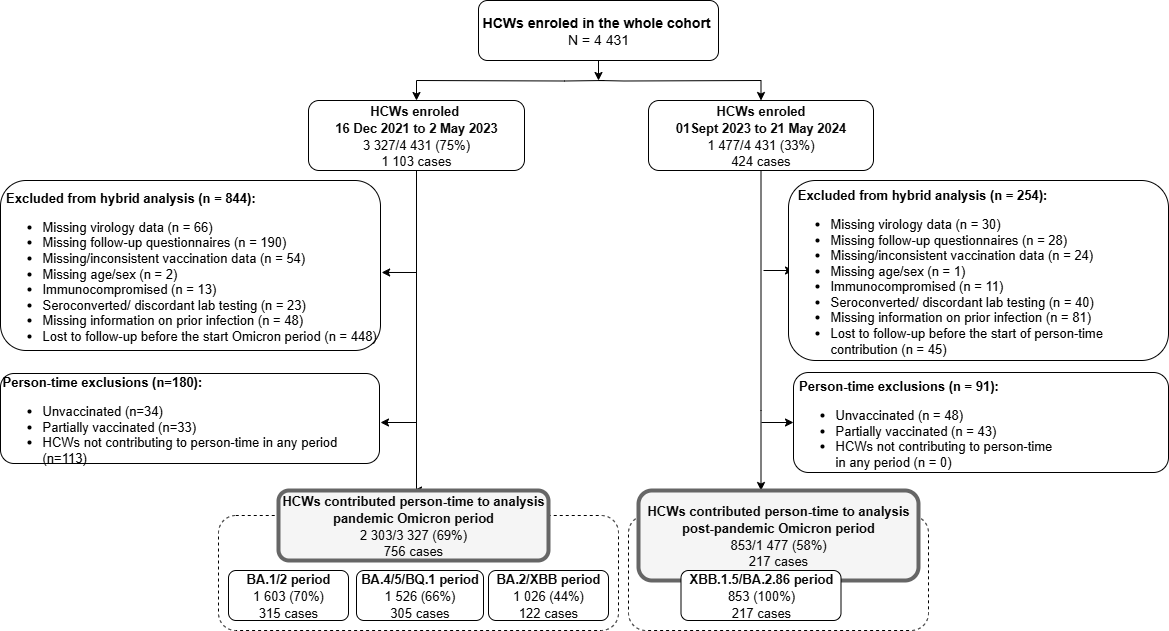 HCWs enroled in the whole cohort
N = 4 431
HCWs enroled
16 Dec 2021 to 2 May 2023
3 327/4 431 (75%)
1 103 cases
HCWs enroled
01Sept 2023 to 21 May 2024
1 477/4 431 (33%)
424 cases
Excluded from hybrid analysis (n = 844):
• Missing virology data (n = 66)
• Missing follow-up questionnaires (n = 190)
• Missing/inconsistent vaccination data (n = 54)
• Missing age/sex (n = 2)
• Immunocompromised (n = 13)
• Seroconverted/ discordant lab testing (n = 23)
• Missing information on prior infection (n = 48)
• Lost to follow-up before the start Omicron period (n = 448)
Excluded from hybrid analysis (n = 254):
• Missing virology data (n = 30)
• Missing follow-up questionnaires (n = 28)
• Missing/inconsistent vaccination data (n = 24)
• Missing age/sex (n = 1)
• Immunocompromised (n = 11)
• Seroconverted/ discordant lab testing (n = 40)
• Missing information on prior infection (n = 81)
• Lost to follow-up before the start of person-time
contribution (n = 45)
Person-time exclusions (n=180):
• Unvaccinated (n=34)
• Partially vaccinated (n=33)
• HCWs not contributing to person-time in any period
(n=113)
Person-time exclusions (n = 91):
• Unvaccinated (n = 48)
• Partially vaccinated (n = 43)
• HCWs not contributing to person-time
in any period (n = 0)
HCWs contributed person-time to analysis
pandemic Omicron period
2 303/3 327 (69%)
756 cases
HCWs contributed person-time to analysis
post-pandemic Omicron period
853/1 477 (58%)
217 cases
BA.1/2 period
1 603 (70%)
315 cases
BA.4/5/BQ.1 period
1 526 (66%)
305 cases
BA.2/XBB period
1 026 (44%)
122 cases
XBB.1.5/BA.2.86 period
853 (100%)
217 cases